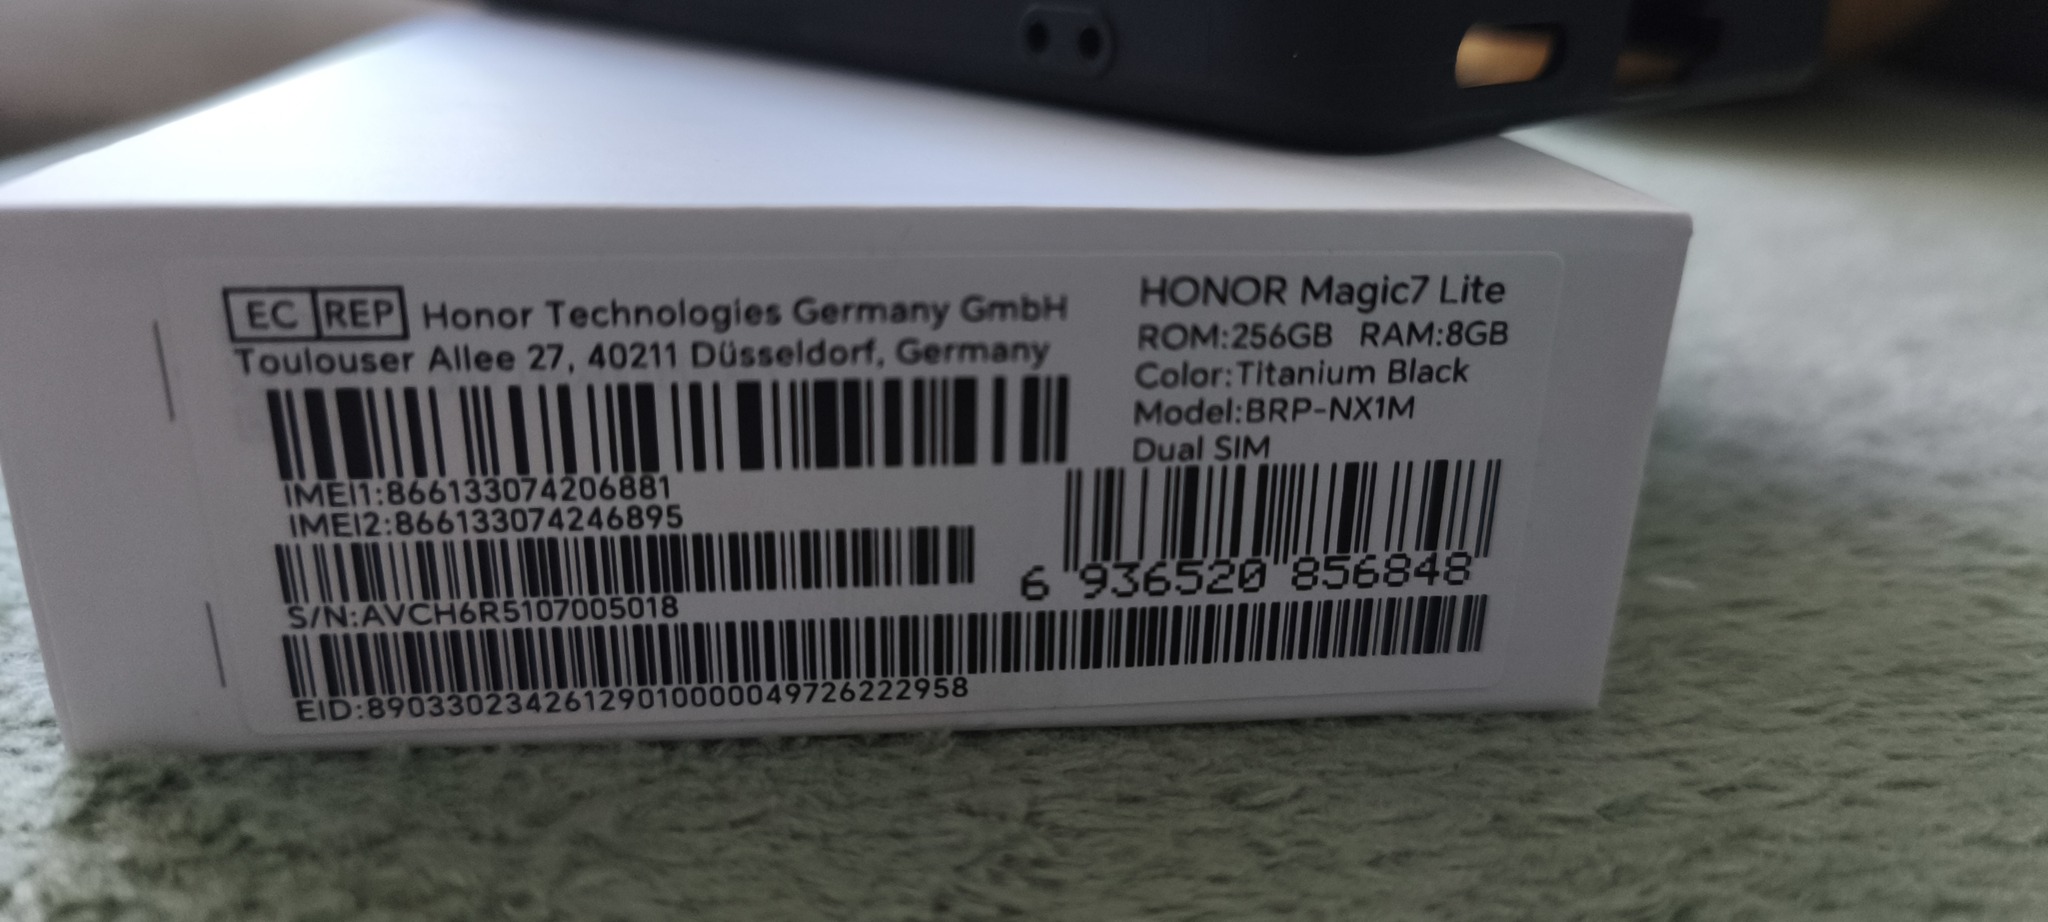 EC REP Honor Technologies Germany GmbH
Toulouser Allee 27, 40211 Düsseldorf, Germany
IMEI1:866133074206881
IMEI2:866133074246895
S/N:AVCH6R5107005018
EID:89033023426129010000049726222958
HONOR Magic7 Lite
ROM:256GB RAM:8GB
Color:Titanium Black
Model:BRP-NX1M
Dual SIM
6 936520 856848